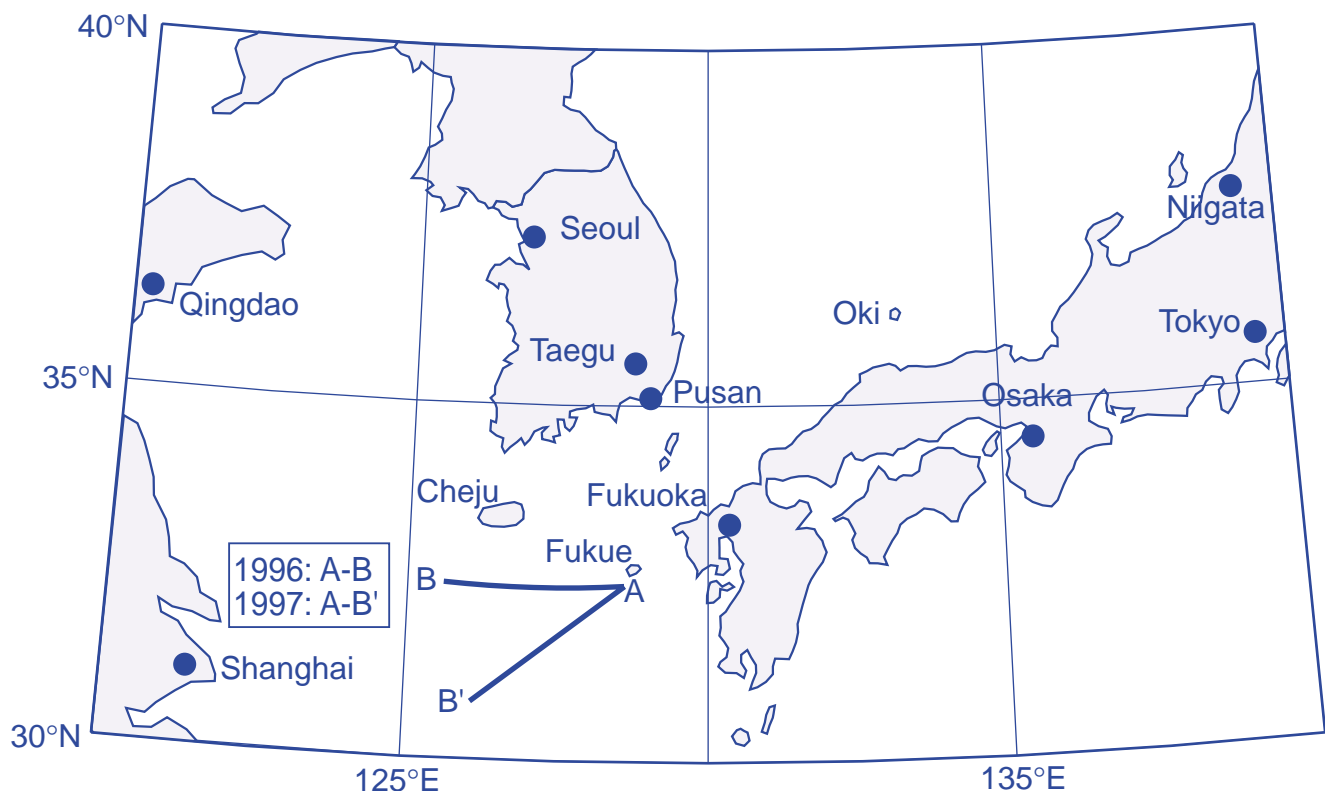 40°N
Niigata
Seoul
Qingdao
Oki
Tokyo
Taegu
35°N
Pusan
Osaka
Cheju
Fukuoka
Fukue
1996: A-B
1997: A-B'
B
A
Shanghai
B'
30°N
125°E
135°E